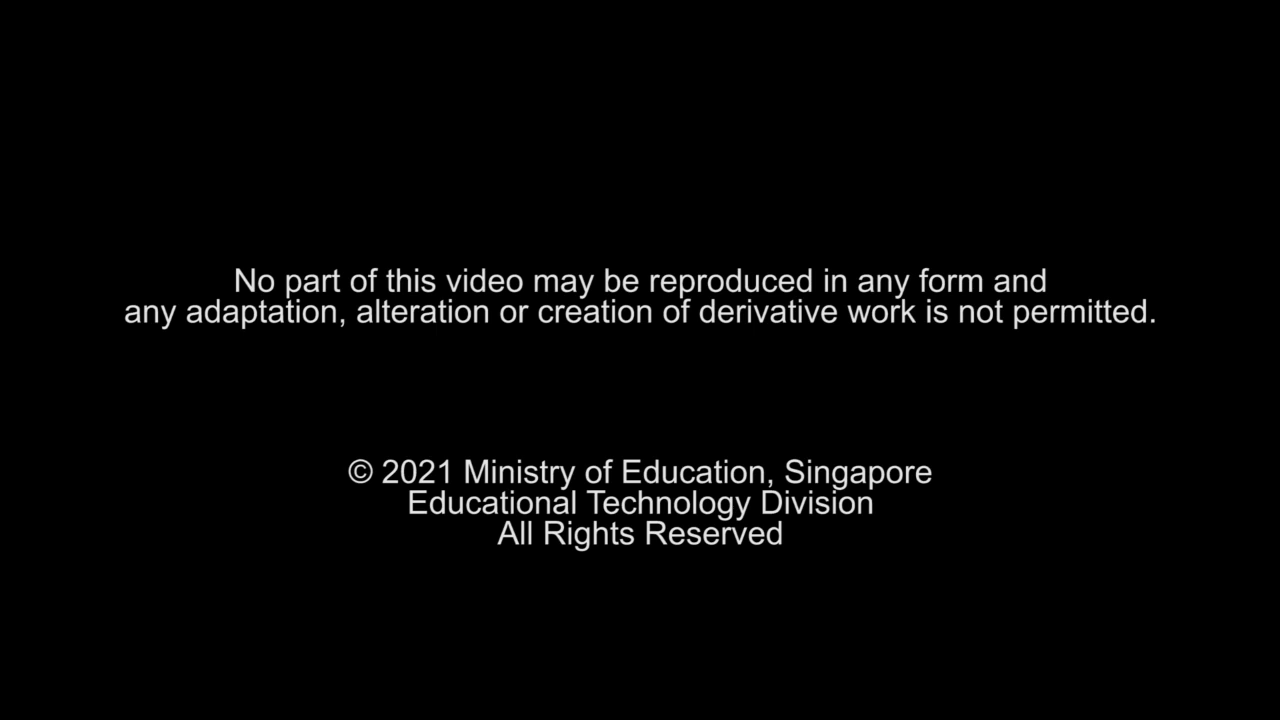 No part of this video may be reproduced in any form and
any adaptation, alteration or creation of derivative work is not permitted.
© 2021 Ministry of Education, Singapore
Educational Technology Division
All Rights Reserved